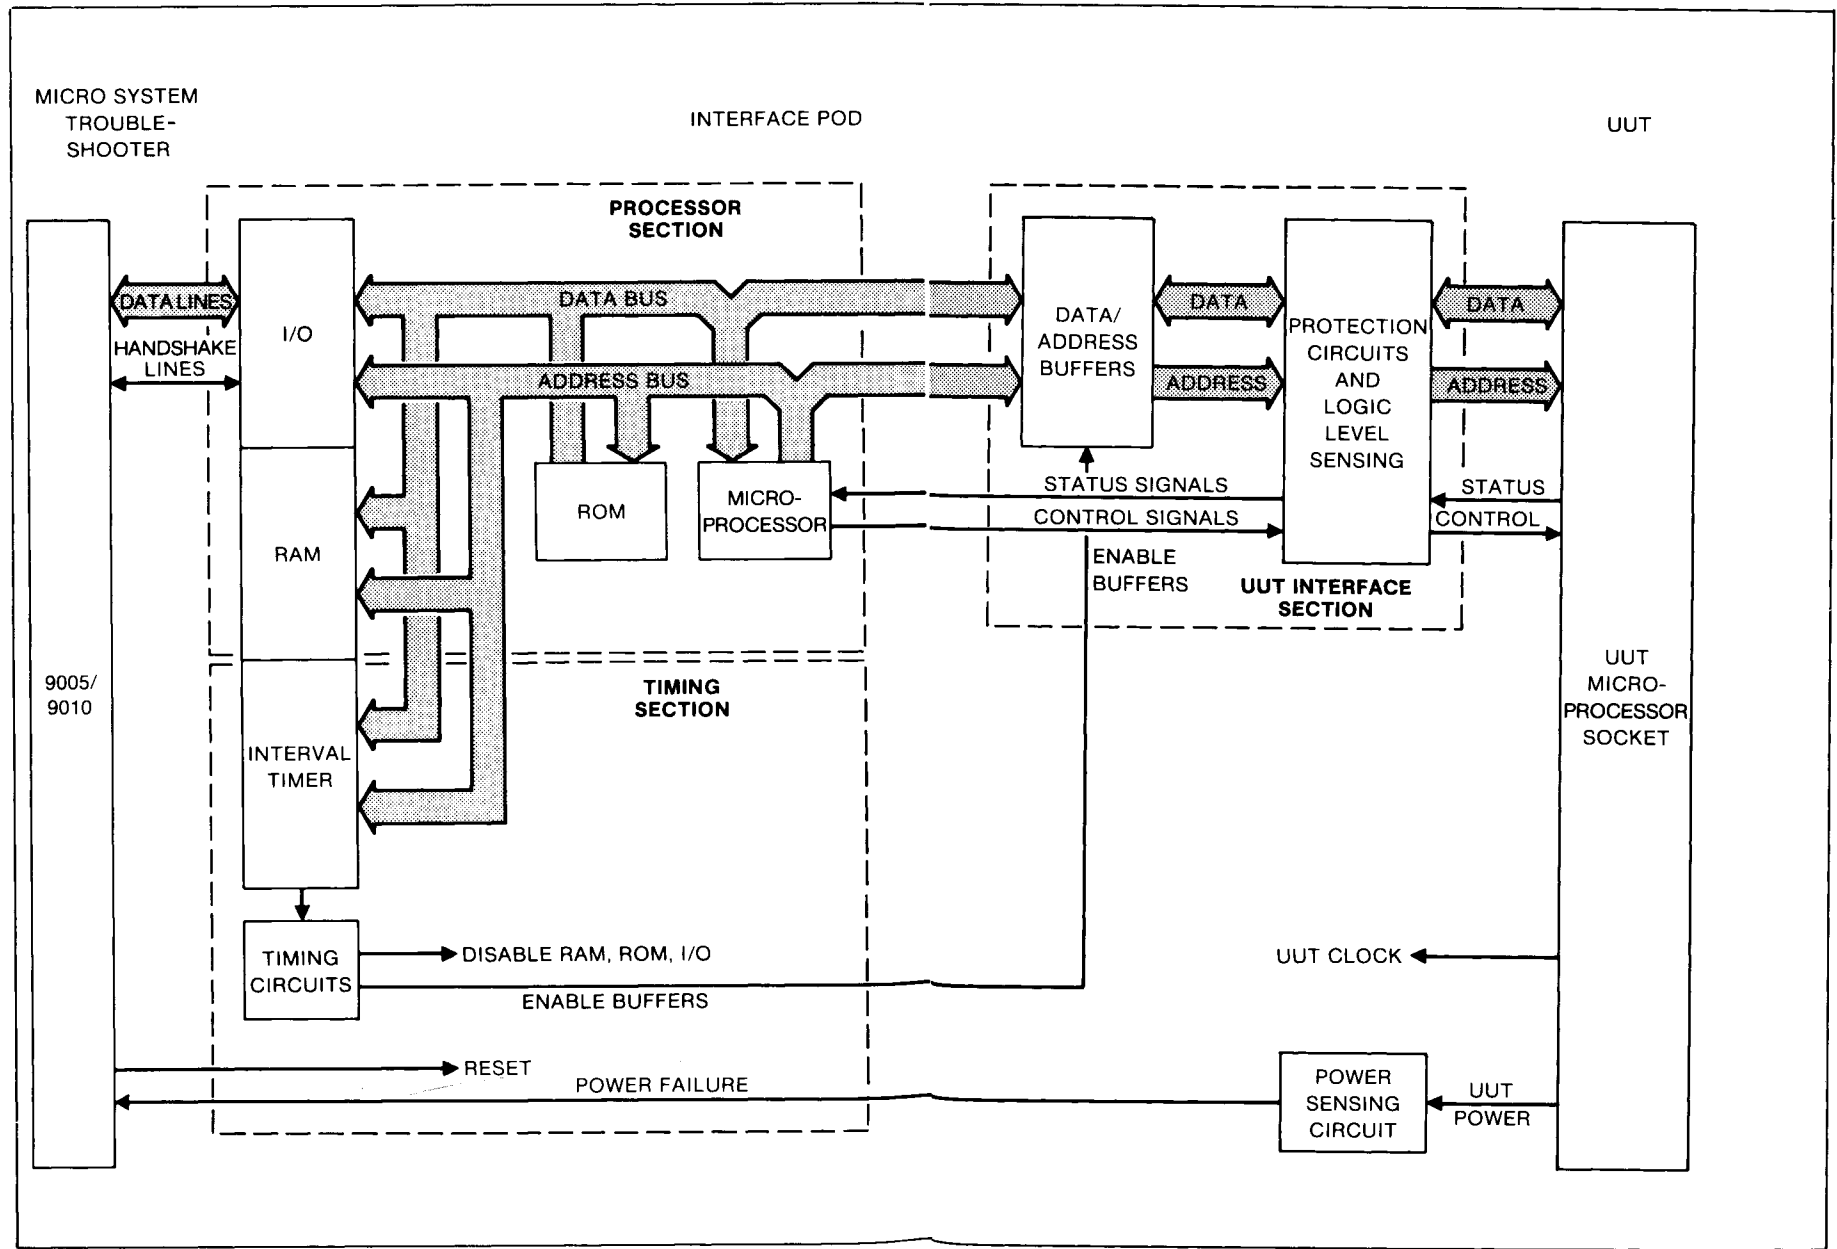 MICRO SYSTEM
TROUBLE-
SHOOTER
INTERFACE POD
UUT
PROCESSOR
SECTION
DATA LINES
HANDSHAKE
LINES
I/O
DATA BUS
ADDRESS BUS
DATA/
ADDRESS
BUFFERS
DATA
ADDRESS
PROTECTION
CIRCUITS
AND
LOGIC
LEVEL
SENSING
DATA
ADDRESS
RAM
ROM
MICRO-
PROCESSOR
STATUS SIGNALS
CONTROL SIGNALS
STATUS
CONTROL
ENABLE
BUFFERS
UUT INTERFACE
SECTION
9005/
9010
TIMING
SECTION
INTERVAL
TIMER
UUT
MICRO-
PROCESSOR
SOCKET
TIMING
CIRCUITS
DISABLE RAM, ROM, I/O
ENABLE BUFFERS
UUT CLOCK
RESET
POWER FAILURE
POWER
SENSING
CIRCUIT
UUT
POWER